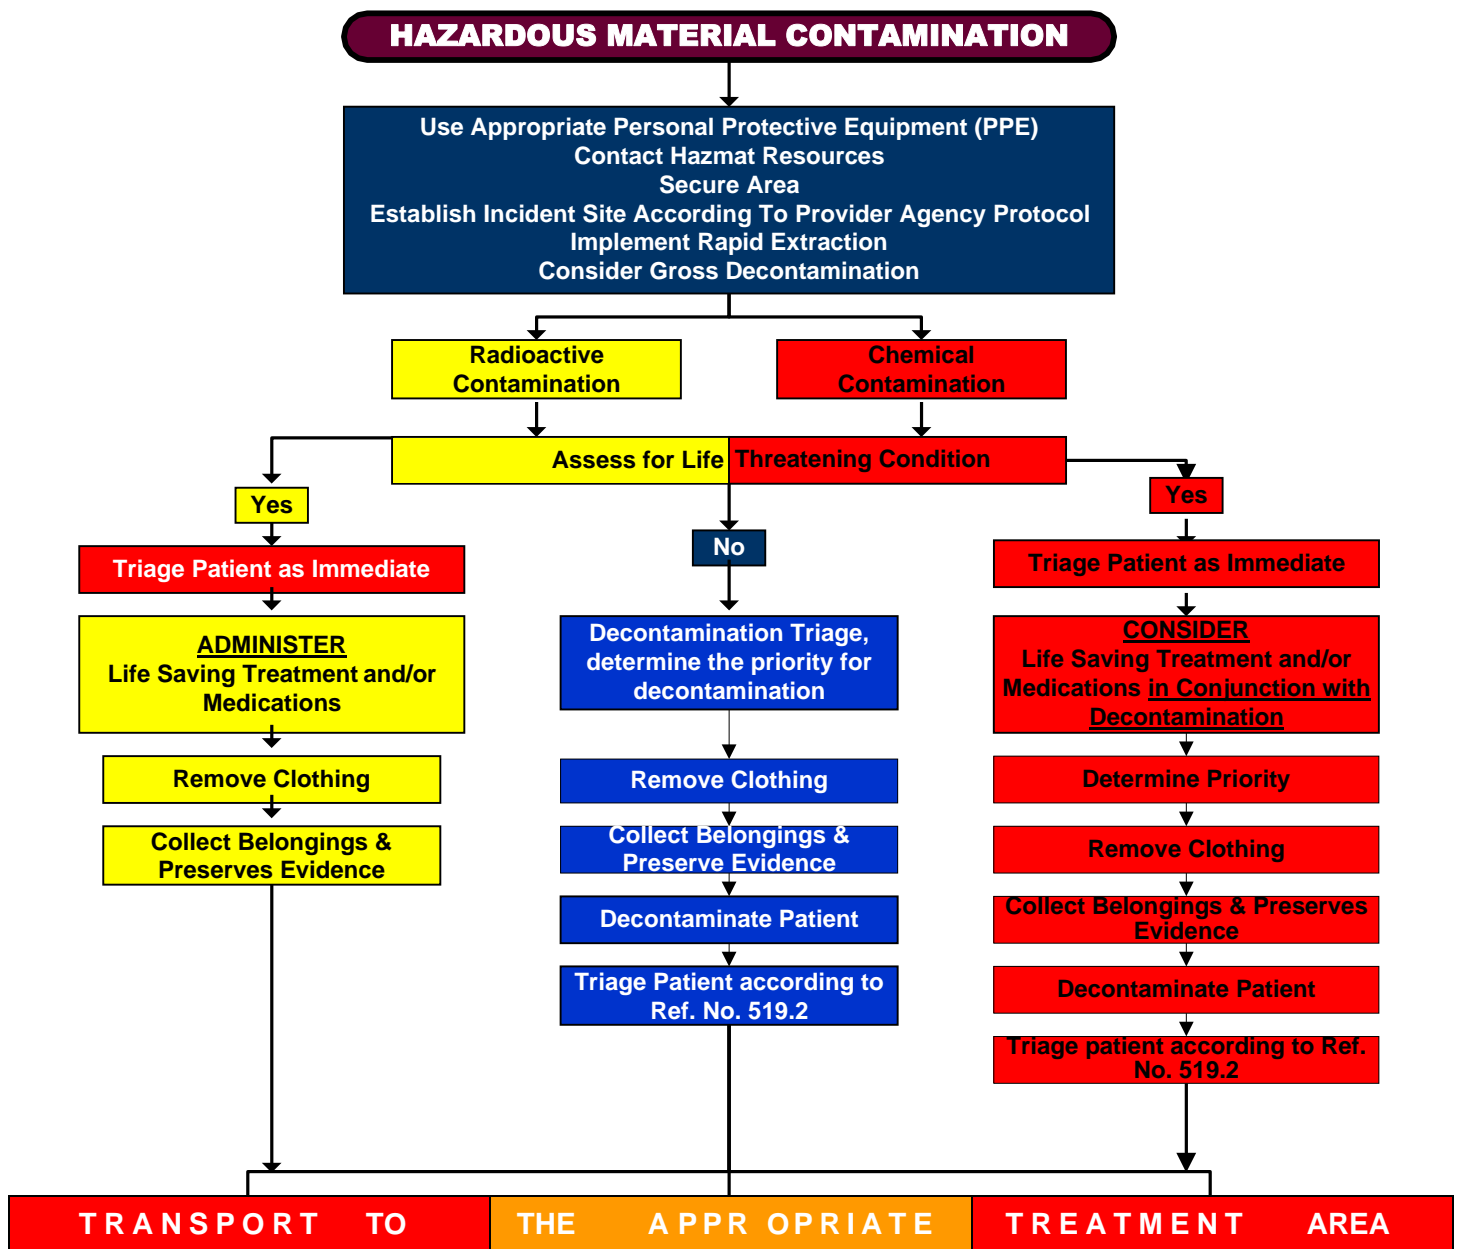 HAZARDOUS MATERIAL CONTAMINATION
Use Appropriate Personal Protective Equipment (PPE)
Contact Hazmat Resources
Secure Area
Establish Incident Site According To Provider Agency Protocol
Implement Rapid Extraction
Consider Gross Decontamination
Radioactive
Contamination
Chemical
Contamination
Assess for Life Threatening Condition
Yes
Triage Patient as Immediate
ADMINISTER
Life Saving Treatment and/or
Medications
Remove Clothing
Collect Belongings &
Preserves Evidence
No
Decontamination Triage,
determine the priority for
decontamination
Remove Clothing
Collect Belongings &
Preserve Evidence
Decontaminate Patient
Triage Patient according to
Ref. No. 519.2
Yes
Triage Patient as Immediate
CONSIDER
Life Saving Treatment and/or
Medications in Conjunction with
Decontamination
Determine Priority
Remove Clothing
Collect Belongings & Preserves
Evidence
Decontaminate Patient
Triage patient according to Ref.
No. 519.2
TRANSPORT TO THE APPROPRIATE TREATMENT AREA